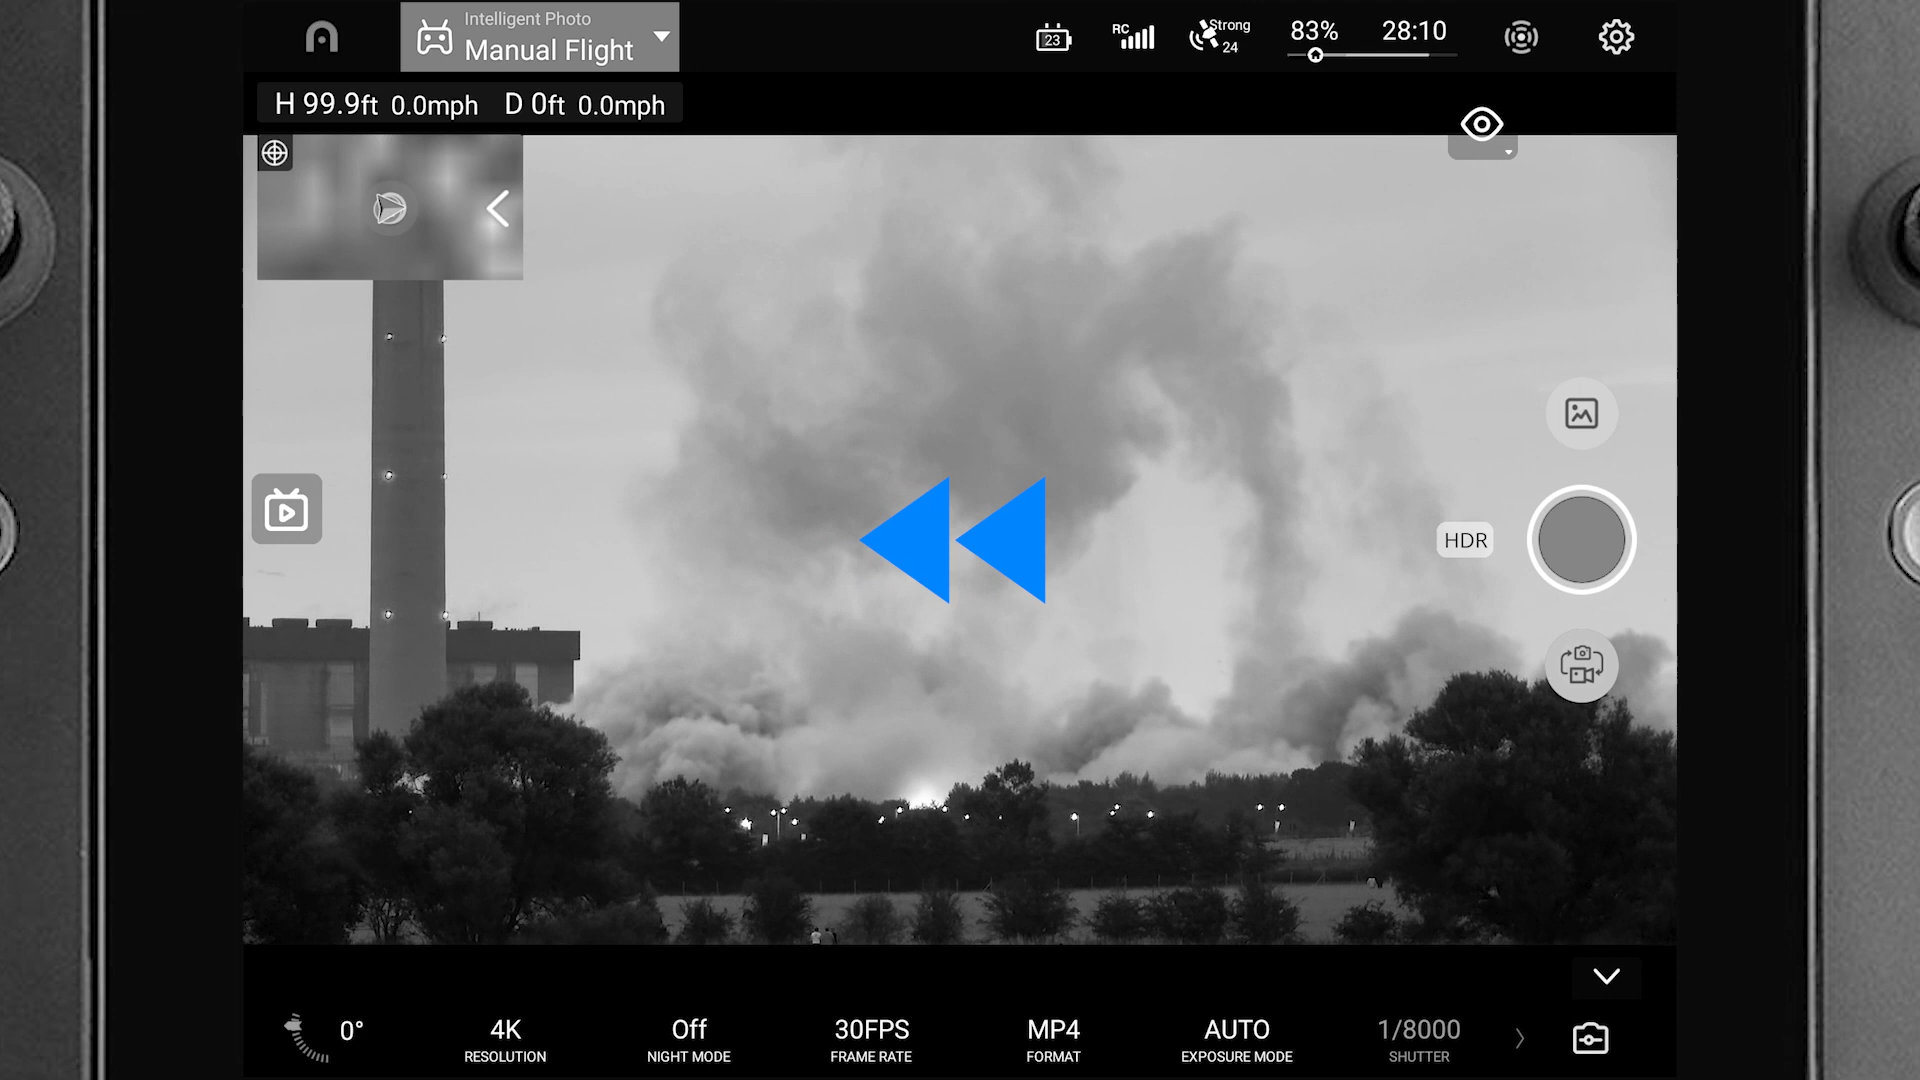 Intelligent Photo
Manual Flight
23
RC
Strong
24
83%
28:10
H 99.9ft 0.0mph D 0ft 0.0mph
HDR
0°
4K
RESOLUTION
Off
NIGHT MODE
30FPS
FRAME RATE
MP4
FORMAT
AUTO
EXPOSURE MODE
1/8000
SHUTTER